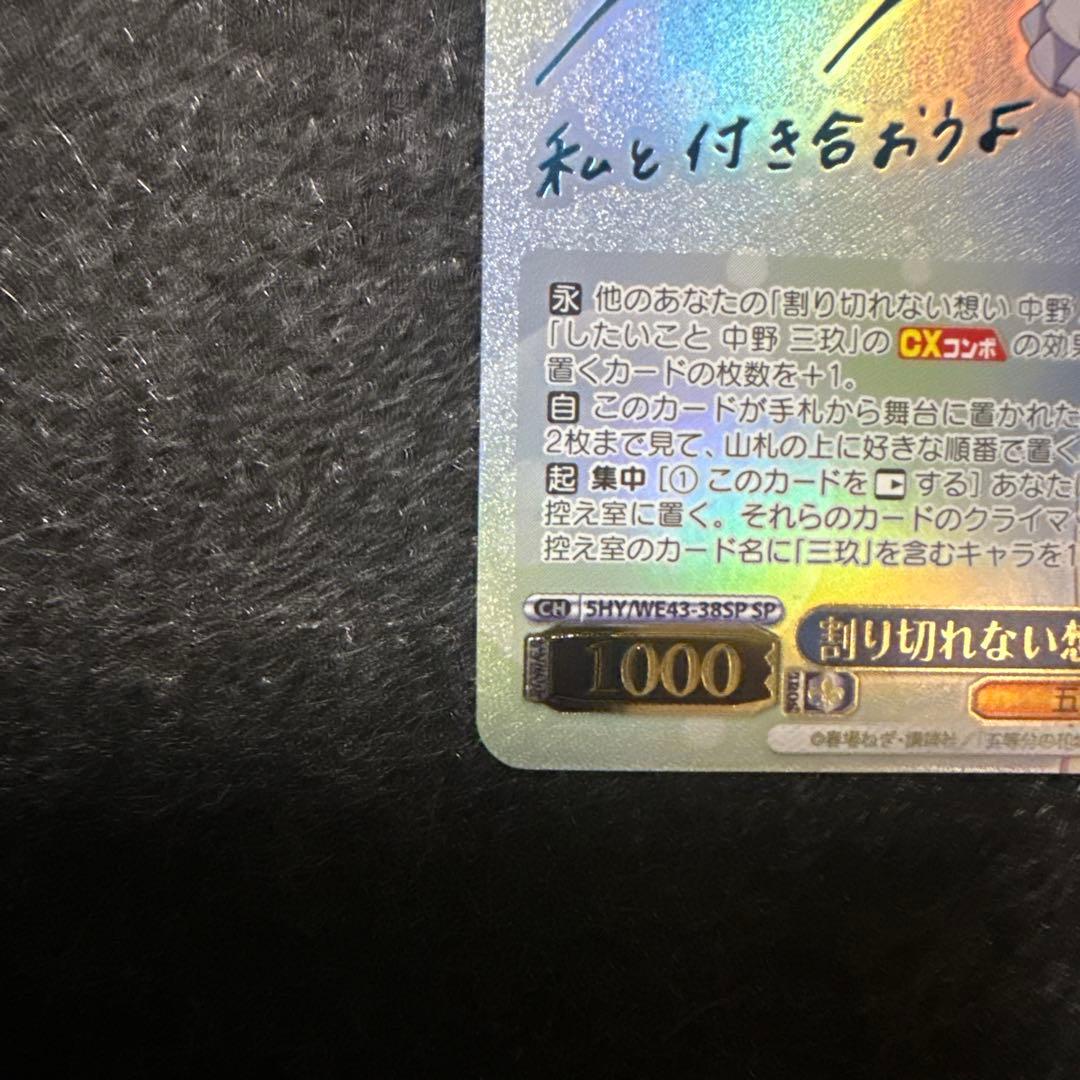 私と付き合おうよ
永 他のあなたの「割り切れない想い 中野
「したいこと 中野 三玖」の CXコンボ の効果
置くカードの枚数を＋1。
自 このカードが手札から舞台に置かれた
2枚まで見て、山札の上に好きな順番で置く
起 集中 [① このカードを する] あなた
控え室に置く。それらのカードのクライマ
控え室のカード名に「三玖」を含むキャラを1
CH 5HY/WE43-38SP SP
1000
割り切れない想
五
©春場ねぎ・講談社／「五等分の花嫁